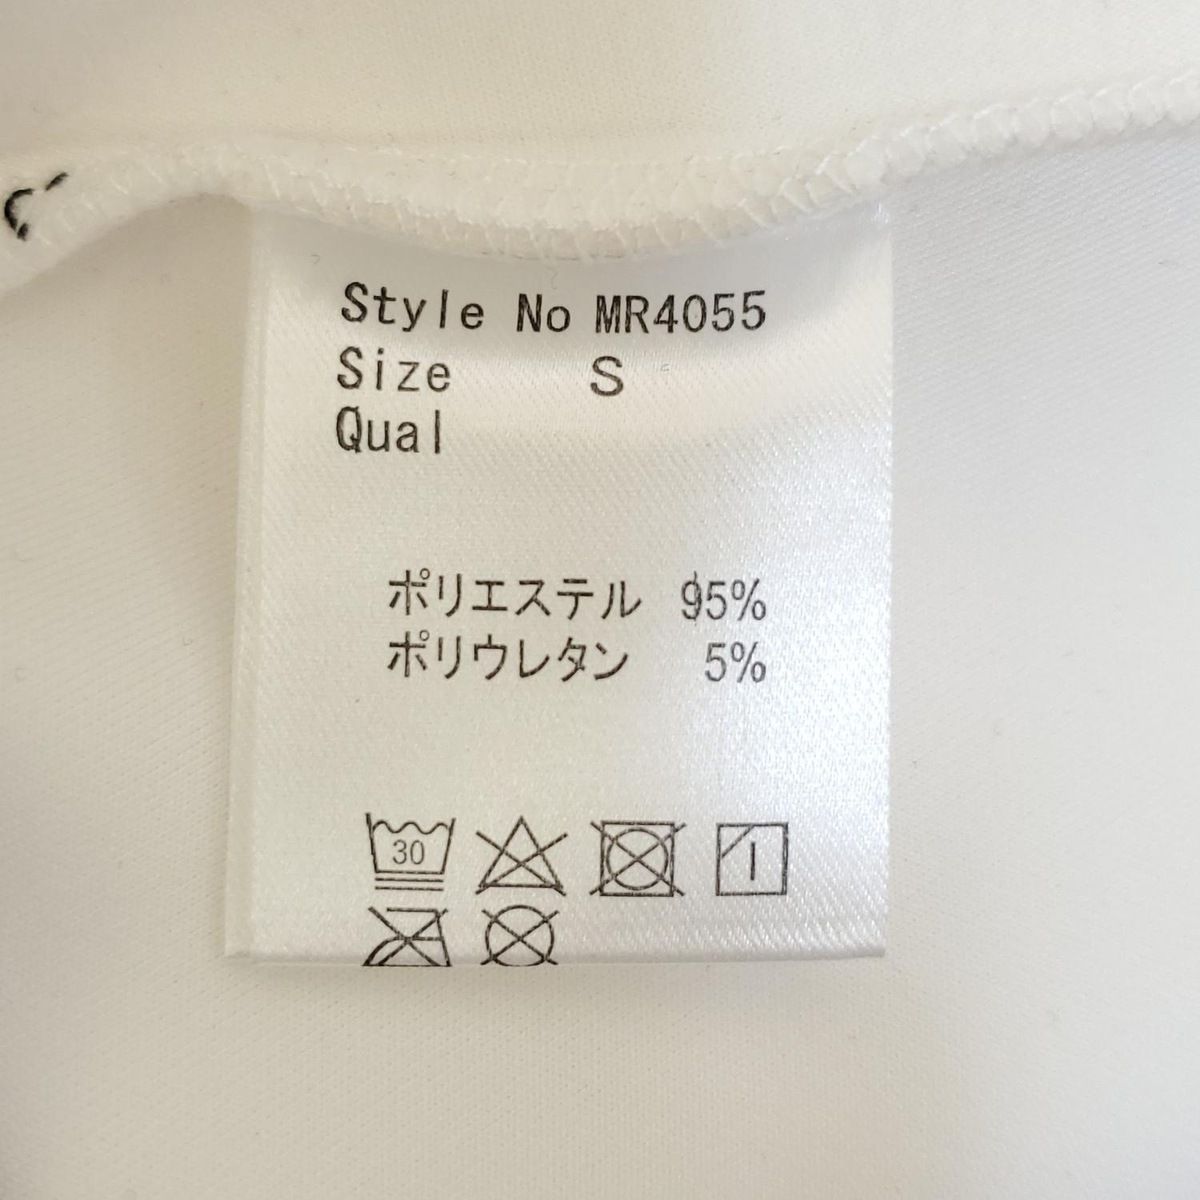 Style No MR4055
Size S
Qual
ポリエステル 95%
ポリウレタン 5%
30